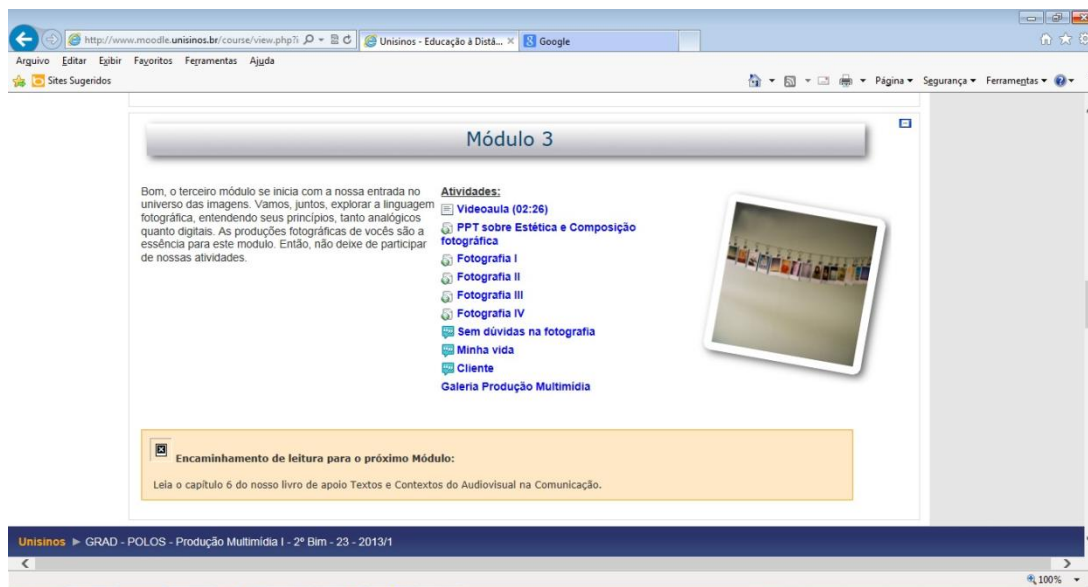 http://www.moodle.unisinos.br/course/view.php?i
Unisinos - Educação à Distâ...
Google
Arquivo Editar Exibir Favoritos Ferramentas Ajuda
Sites Sugeridos
Página Segurança Ferramentas
Módulo 3
Bom, o terceiro módulo se inicia com a nossa entrada no
universo das imagens. Vamos, juntos, explorar a linguagem
fotográfica, entendendo seus princípios, tanto analógicos
quanto digitais. As produções fotográficas de vocês são a
essência para este modulo. Então, não deixe de participar
de nossas atividades.
Atividades:
Videoaula (02:26)
PPT sobre Estética e Composição
fotográfica
Fotografia I
Fotografia II
Fotografia III
Fotografia IV
Sem dúvidas na fotografia
Minha vida
Cliente
Galeria Produção Multimídia
Encaminhamento de leitura para o próximo Módulo:
Leia o capítulo 6 do nosso livro de apoio Textos e Contextos do Audiovisual na Comunicação.
Unisinos ► GRAD - POLOS - Produção Multimídia I - 2º Bim - 23 - 2013/1
100%